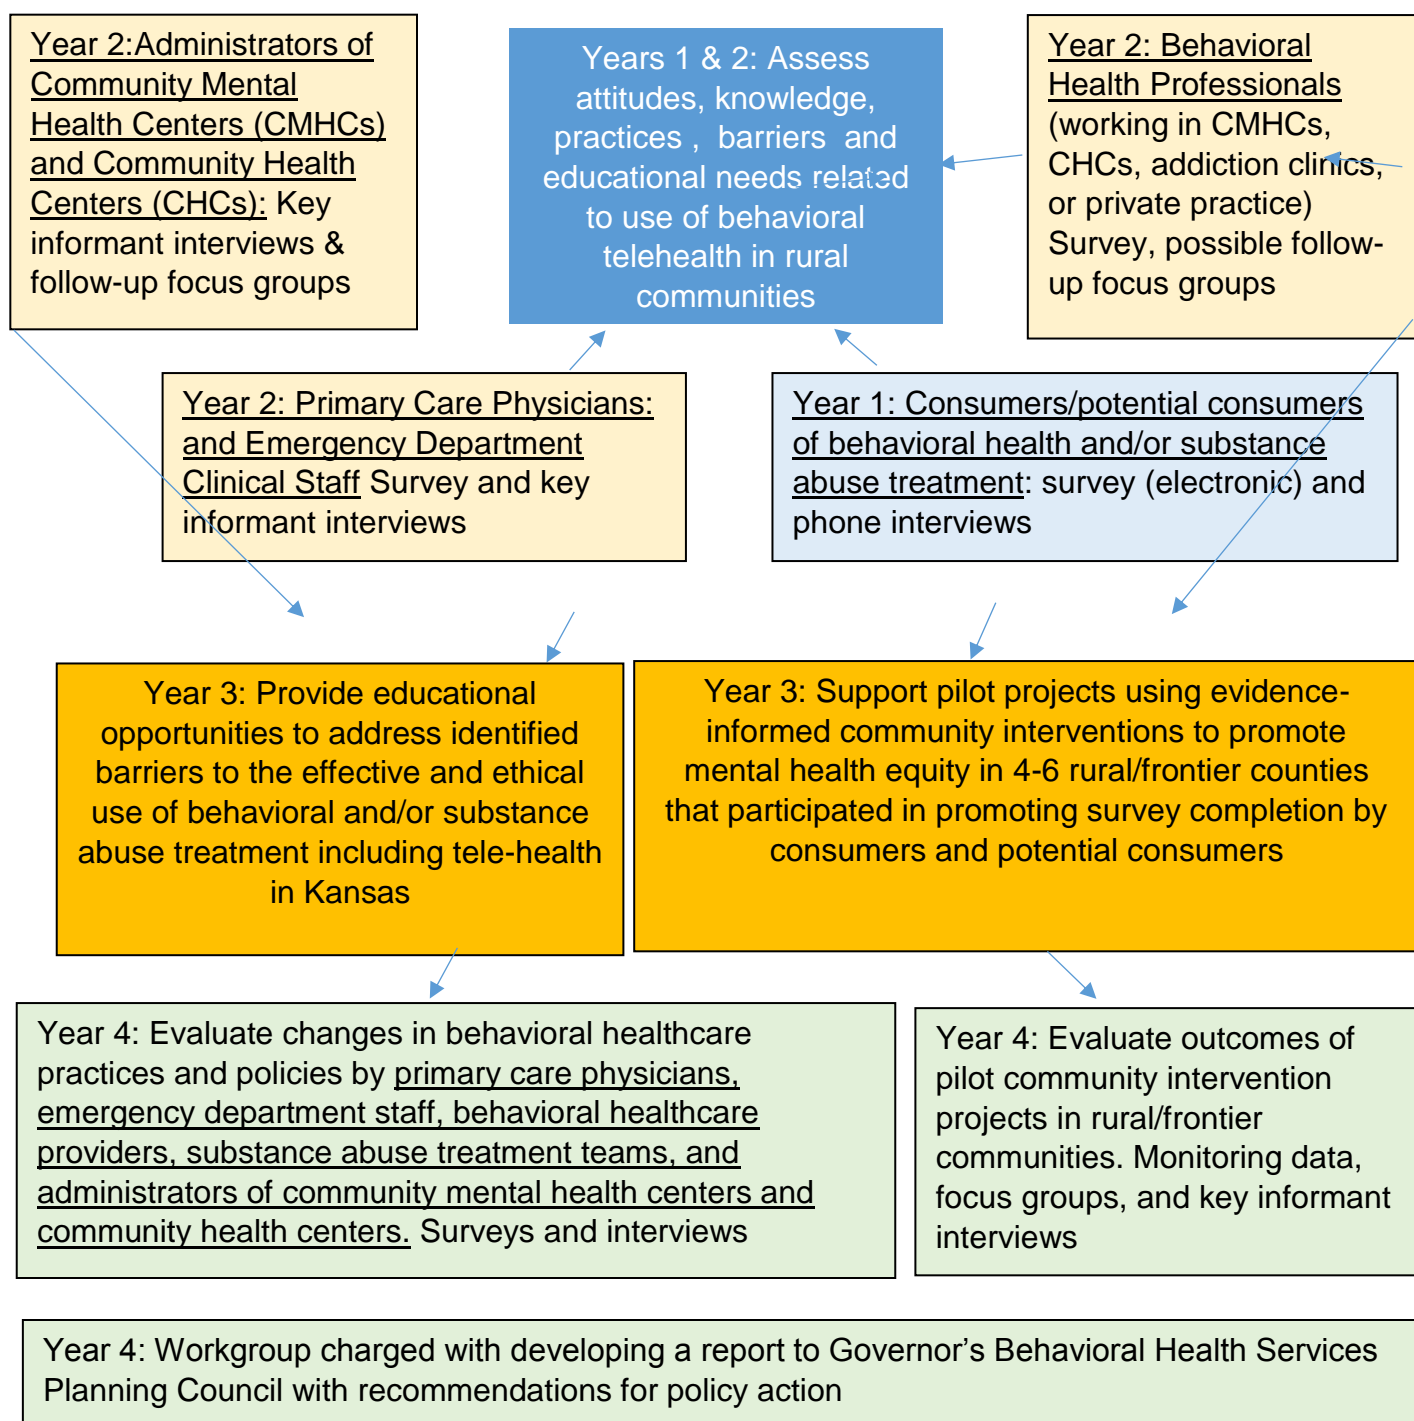 Year 2:Administrators of
Community Mental
Health Centers (CMHCs)
and Community Health
Centers (CHCs): Key
informant interviews &
follow-up focus groups
Years 1 & 2: Assess
attitudes, knowledge,
practices , barriers and
educational needs related
to use of behavioral
telehealth in rural
communities
Year 2: Behavioral
Health Professionals
(working in CMHCs,
CHCs, addiction clinics,
or private practice)
Survey, possible follow-
up focus groups
Year 2: Primary Care Physicians:
and Emergency Department
Clinical Staff Survey and key
informant interviews
Year 1: Consumers/potential consumers
of behavioral health and/or substance
abuse treatment: survey (electronic) and
phone interviews
Year 3: Provide educational
opportunities to address identified
barriers to the effective and ethical
use of behavioral and/or substance
abuse treatment including tele-health
in Kansas
Year 3: Support pilot projects using evidence-
informed community interventions to promote
mental health equity in 4-6 rural/frontier counties
that participated in promoting survey completion by
consumers and potential consumers
Year 4: Evaluate changes in behavioral healthcare
practices and policies by primary care physicians,
emergency department staff, behavioral healthcare
providers, substance abuse treatment teams, and
administrators of community mental health centers and
community health centers. Surveys and interviews
Year 4: Evaluate outcomes of
pilot community intervention
projects in rural/frontier
communities. Monitoring data,
focus groups, and key informant
interviews
Year 4: Workgroup charged with developing a report to Governor’s Behavioral Health Services
Planning Council with recommendations for policy action